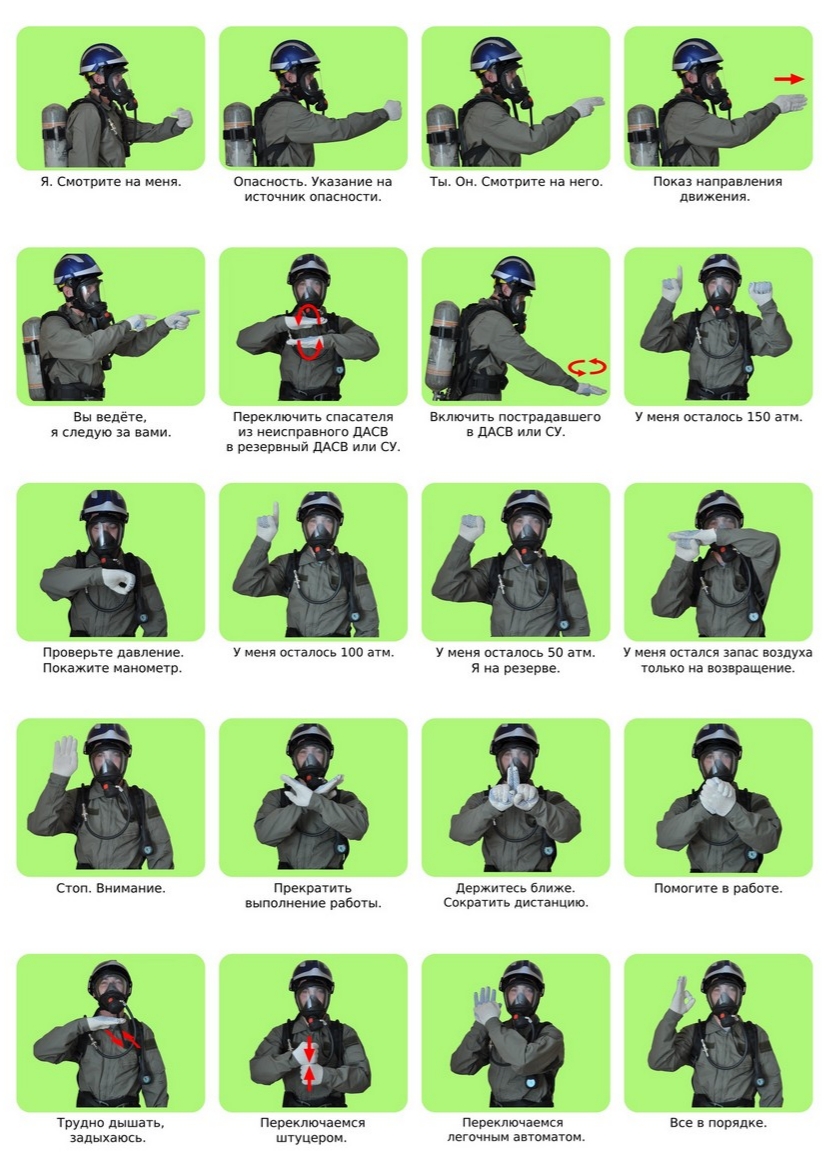 Я. Смотрите на меня.
Опасность. Указание на
источник опасности.
Ты. Он. Смотрите на него.
Показ направления
движения.
Вы ведёте,
я следую за вами.
Переключить спасателя
из неисправного ДАСВ
в резервный ДАСВ или СУ.
Включить пострадавшего
в ДАСВ или СУ.
У меня осталось 150 атм.
Проверьте давление.
Покажите манометр.
У меня осталось 100 атм.
У меня осталось 50 атм.
Я на резерве.
У меня остался запас воздуха
только на возвращение.
Стоп. Внимание.
Прекратить
выполнение работы.
Держитесь ближе.
Сократить дистанцию.
Помогите в работе.
Трудно дышать,
задыхаюсь.
Переключаемся
штуцером.
Переключаемся
легочным автоматом.
Все в порядке.